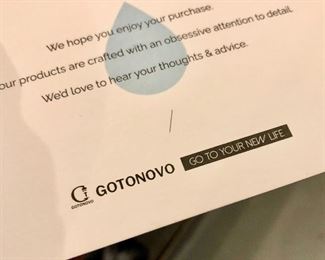 We hope you enjoy your purchase.
our products are crafted with an obsessive attention to detail.
We'd love to hear your thoughts & advice.
/
GOTONOVO GO TO YOUR NEW LIFE
GOTONOVO